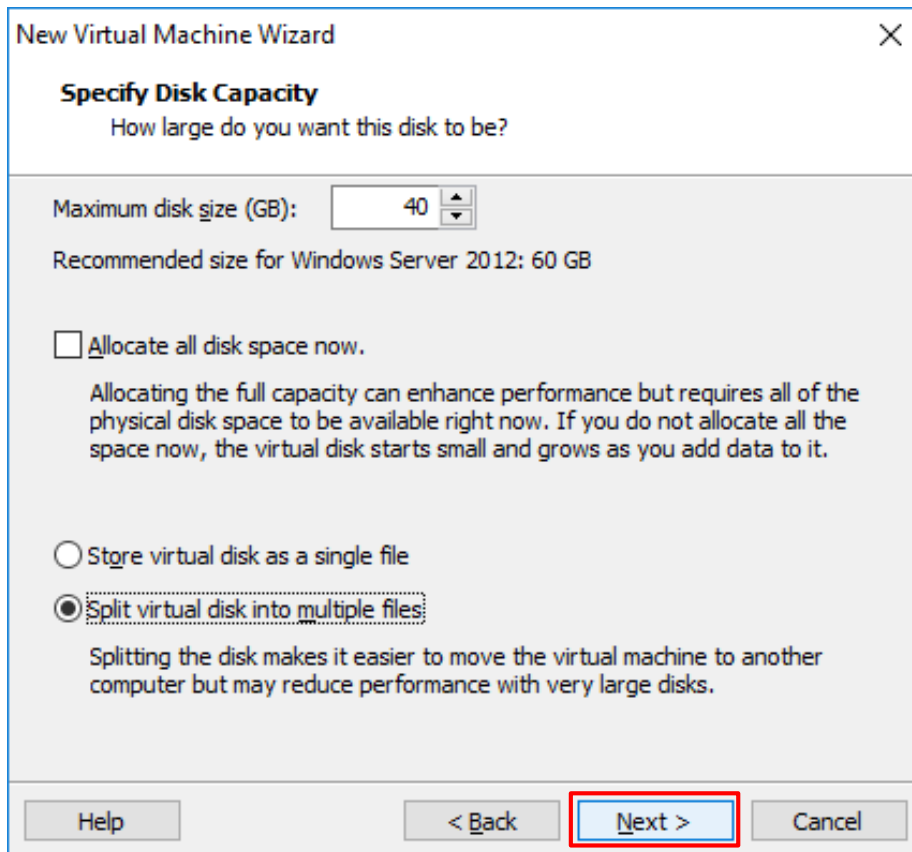 New Virtual Machine Wizard
Specify Disk Capacity
How large do you want this disk to be?
Maximum disk size (GB): 40
Recommended size for Windows Server 2012: 60 GB
Allocate all disk space now.
Allocating the full capacity can enhance performance but requires all of the
physical disk space to be available right now. If you do not allocate all the
space now, the virtual disk starts small and grows as you add data to it.
Store virtual disk as a single file
Split virtual disk into multiple files
Splitting the disk makes it easier to move the virtual machine to another
computer but may reduce performance with very large disks.
Help < Back Next > Cancel